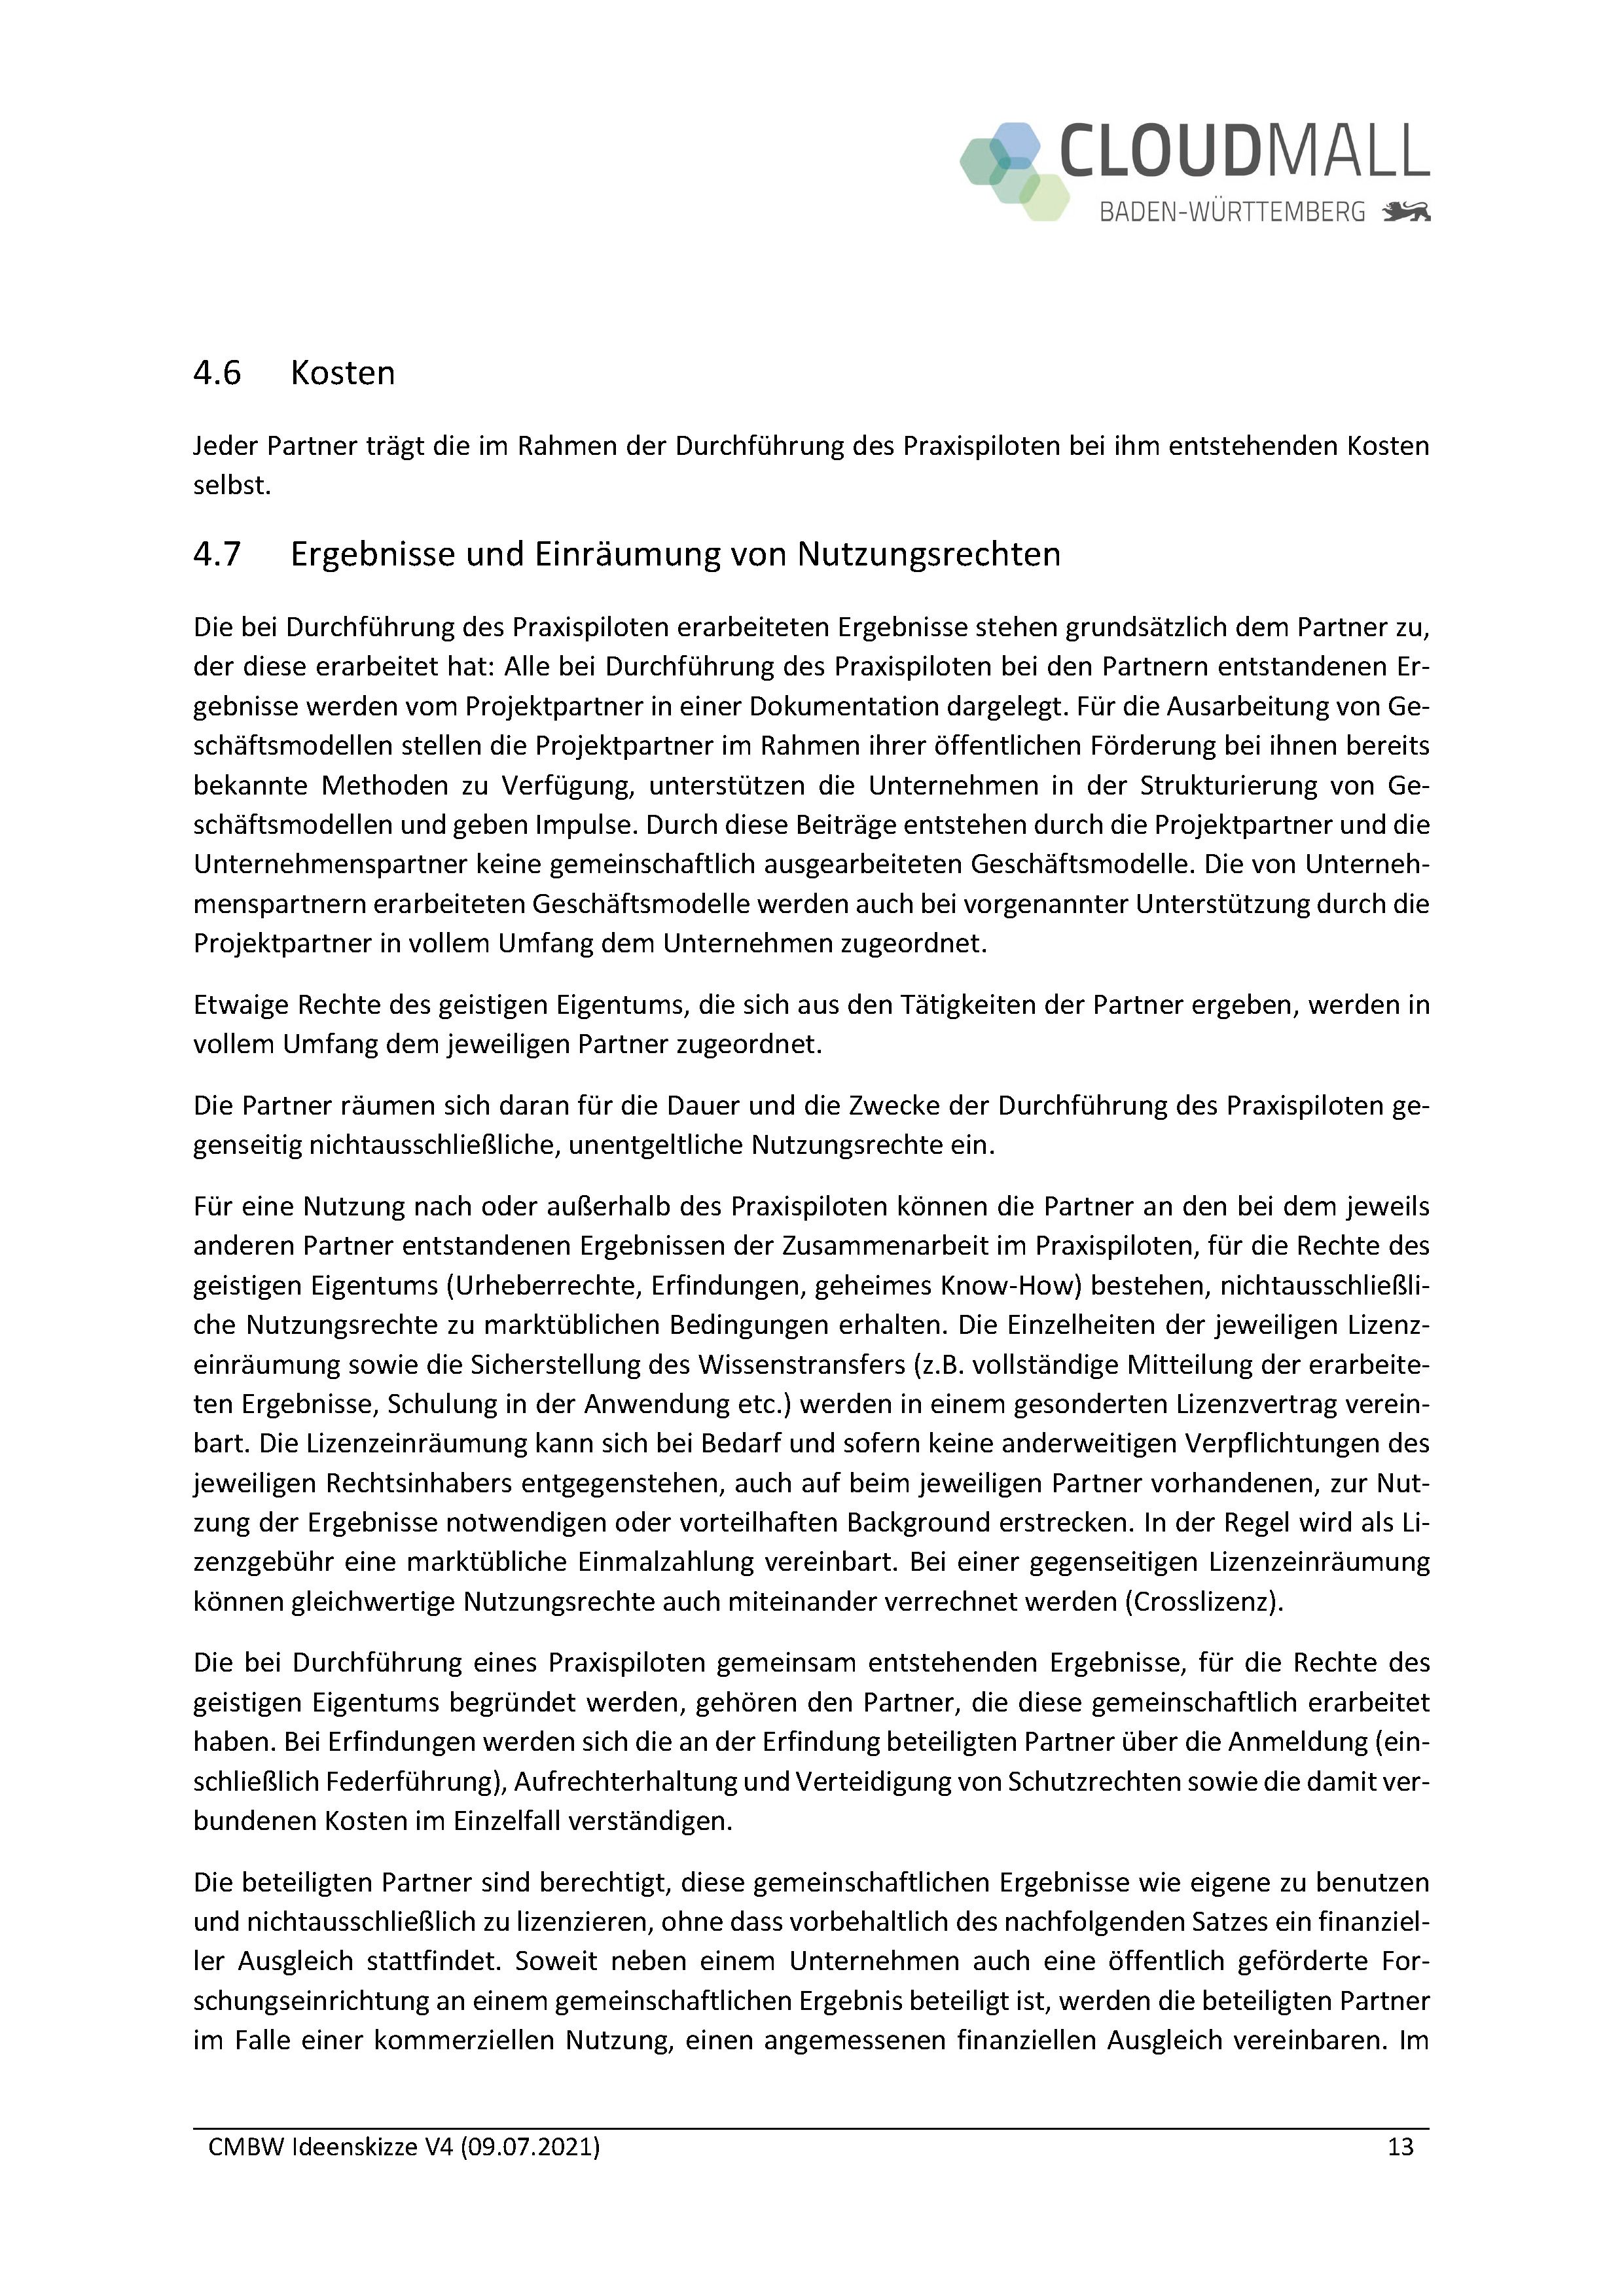 CLOUDMALL
BADEN-WÜRTTEMBERG
4.6 Kosten
Jeder Partner trägt die im Rahmen der Durchführung des Praxispiloten bei ihm entstehenden Kosten
selbst.
4.7 Ergebnisse und Einräumung von Nutzungsrechten
Die bei Durchführung des Praxispiloten erarbeiteten Ergebnisse stehen grundsätzlich dem Partner zu,
der diese erarbeitet hat: Alle bei Durchführung des Praxispiloten bei den Partnern entstandenen Er-
gebnisse werden vom Projektpartner in einer Dokumentation dargelegt. Für die Ausarbeitung von Ge-
schäftsmodellen stellen die Projektpartner im Rahmen ihrer öffentlichen Förderung bei ihnen bereits
bekannte Methoden zu Verfügung, unterstützen die Unternehmen in der Strukturierung von Ge-
schäftsmodellen und geben Impulse. Durch diese Beiträge entstehen durch die Projektpartner und die
Unternehmenspartner keine gemeinschaftlich ausgearbeiteten Geschäftsmodelle. Die von Unterneh-
menspartnern erarbeiteten Geschäftsmodelle werden auch bei vorgenannter Unterstützung durch die
Projektpartner in vollem Umfang dem Unternehmen zugeordnet.
Etwaige Rechte des geistigen Eigentums, die sich aus den Tätigkeiten der Partner ergeben, werden in
vollem Umfang dem jeweiligen Partner zugeordnet.
Die Partner räumen sich daran für die Dauer und die Zwecke der Durchführung des Praxispiloten ge-
genseitig nichtausschließliche, unentgeltliche Nutzungsrechte ein.
Für eine Nutzung nach oder außerhalb des Praxispiloten können die Partner an den bei dem jeweils
anderen Partner entstandenen Ergebnissen der Zusammenarbeit im Praxispiloten, für die Rechte des
geistigen Eigentums (Urheberrechte, Erfindungen, geheimes Know-How) bestehen, nichtausschließli-
che Nutzungsrechte zu marktüblichen Bedingungen erhalten. Die Einzelheiten der jeweiligen Lizenz-
einräumung sowie die Sicherstellung des Wissenstransfers (z.B. vollständige Mitteilung der erarbeite-
ten Ergebnisse, Schulung in der Anwendung etc.) werden in einem gesonderten Lizenzvertrag verein-
bart. Die Lizenzeinräumung kann sich bei Bedarf und sofern keine anderweitigen Verpflichtungen des
jeweiligen Rechtsinhabers entgegenstehen, auch auf beim jeweiligen Partner vorhandenen, zur Nut-
zung der Ergebnisse notwendigen oder vorteilhaften Background erstrecken. In der Regel wird als Li-
zenzgebühr eine marktübliche Einmalzahlung vereinbart. Bei einer gegenseitigen Lizenzeinräumung
können gleichwertige Nutzungsrechte auch miteinander verrechnet werden (Crosslizenz).
Die bei Durchführung eines Praxispiloten gemeinsam entstehenden Ergebnisse, für die Rechte des
geistigen Eigentums begründet werden, gehören den Partner, die diese gemeinschaftlich erarbeitet
haben. Bei Erfindungen werden sich die an der Erfindung beteiligten Partner über die Anmeldung (ein-
schließlich Federführung), Aufrechterhaltung und Verteidigung von Schutzrechten sowie die damit ver-
bundenen Kosten im Einzelfall verständigen.
Die beteiligten Partner sind berechtigt, diese gemeinschaftlichen Ergebnisse wie eigene zu benutzen
und nichtausschließlich zu lizenzieren, ohne dass vorbehaltlich des nachfolgenden Satzes ein finanziel-
ler Ausgleich stattfindet. Soweit neben einem Unternehmen auch eine öffentlich geförderte For-
schungseinrichtung an einem gemeinschaftlichen Ergebnis beteiligt ist, werden die beteiligten Partner
im Falle einer kommerziellen Nutzung, einen angemessenen finanziellen Ausgleich vereinbaren. Im
CMBW Ideenskizze V4 (09.07.2021) 13